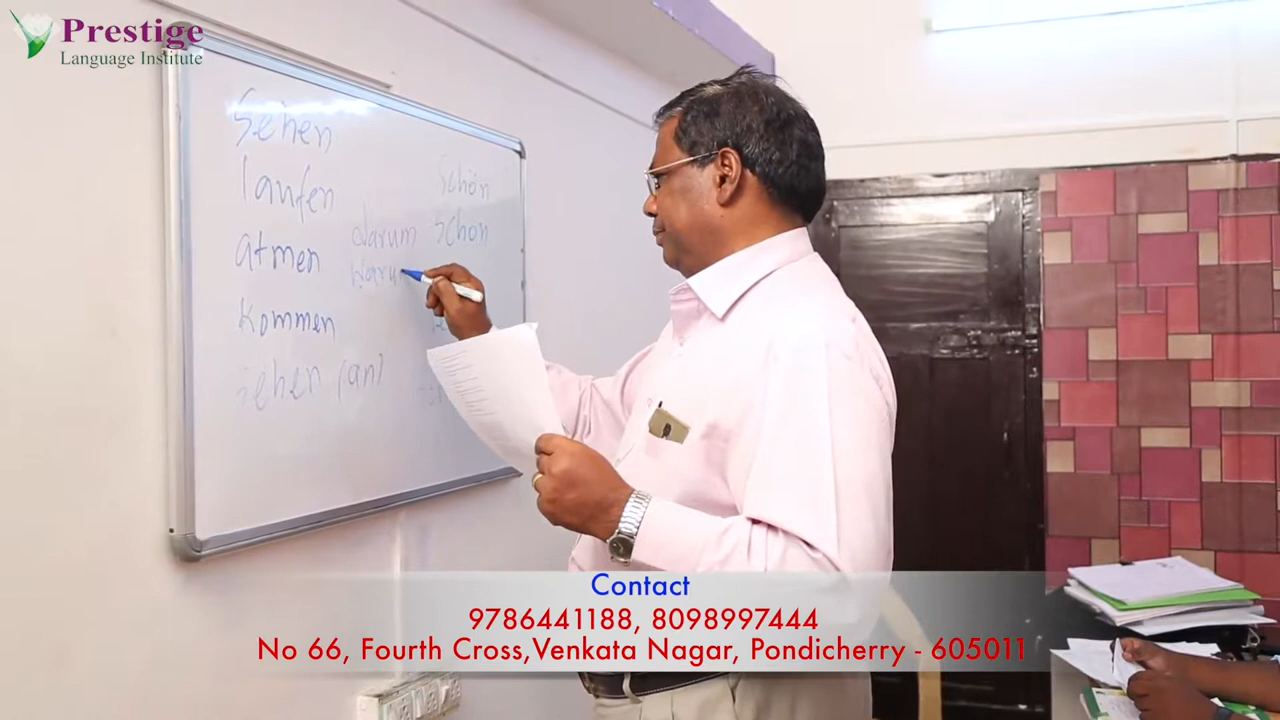 Prestige
Language Institute
Sehen
laufen
atmen
kommen
sehen (an)
Schön
darum schon
Waru
Contact
9786441188, 8098997444
No 66, Fourth Cross,Venkata Nagar, Pondicherry - 605011